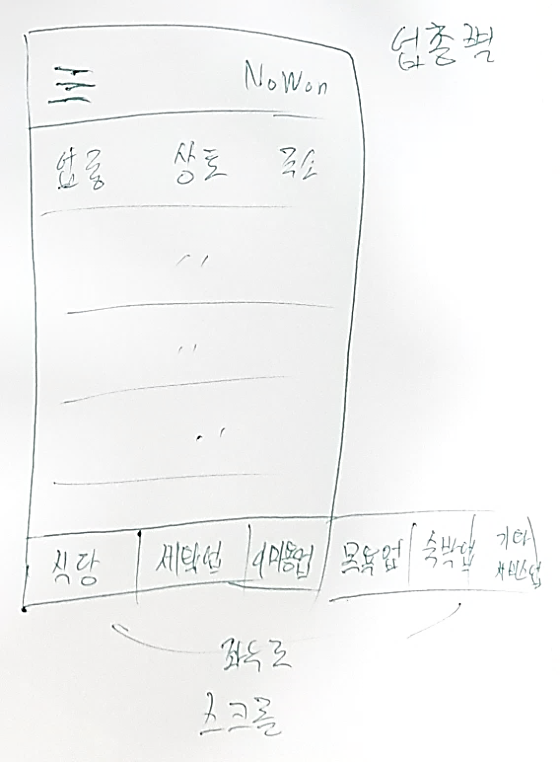 업종별
NoWon
업종 상호 주소
〃
〃
〃
식당 세탁업 이미용업 목욕업 숙박업 기타
서비스업
좌우로
스크롤